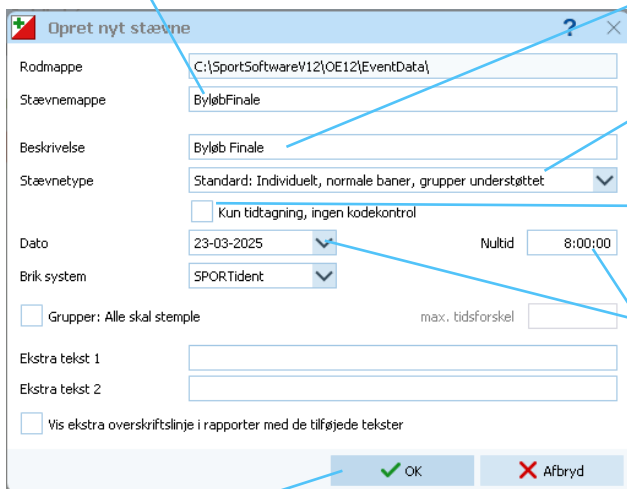 Opret nyt stævne ?
Rodmappe C:\SportSoftwareV12\OE12\EventData\
Stævnemappe ByløbFinale
Beskrivelse Byløb Finale
Stævnetype Standard: Individuelt, normale baner, grupper understøttet
Kun tidtagning, ingen kodekontrol
Dato 23-03-2025 Nultid 8:00:00
Brik system SPORTident
Grupper: Alle skal stemple max. tidsforskel
Ekstra tekst 1
Ekstra tekst 2
Vis ekstra overskriftslinje i rapporter med de tilføjede tekster
OK Afbryd